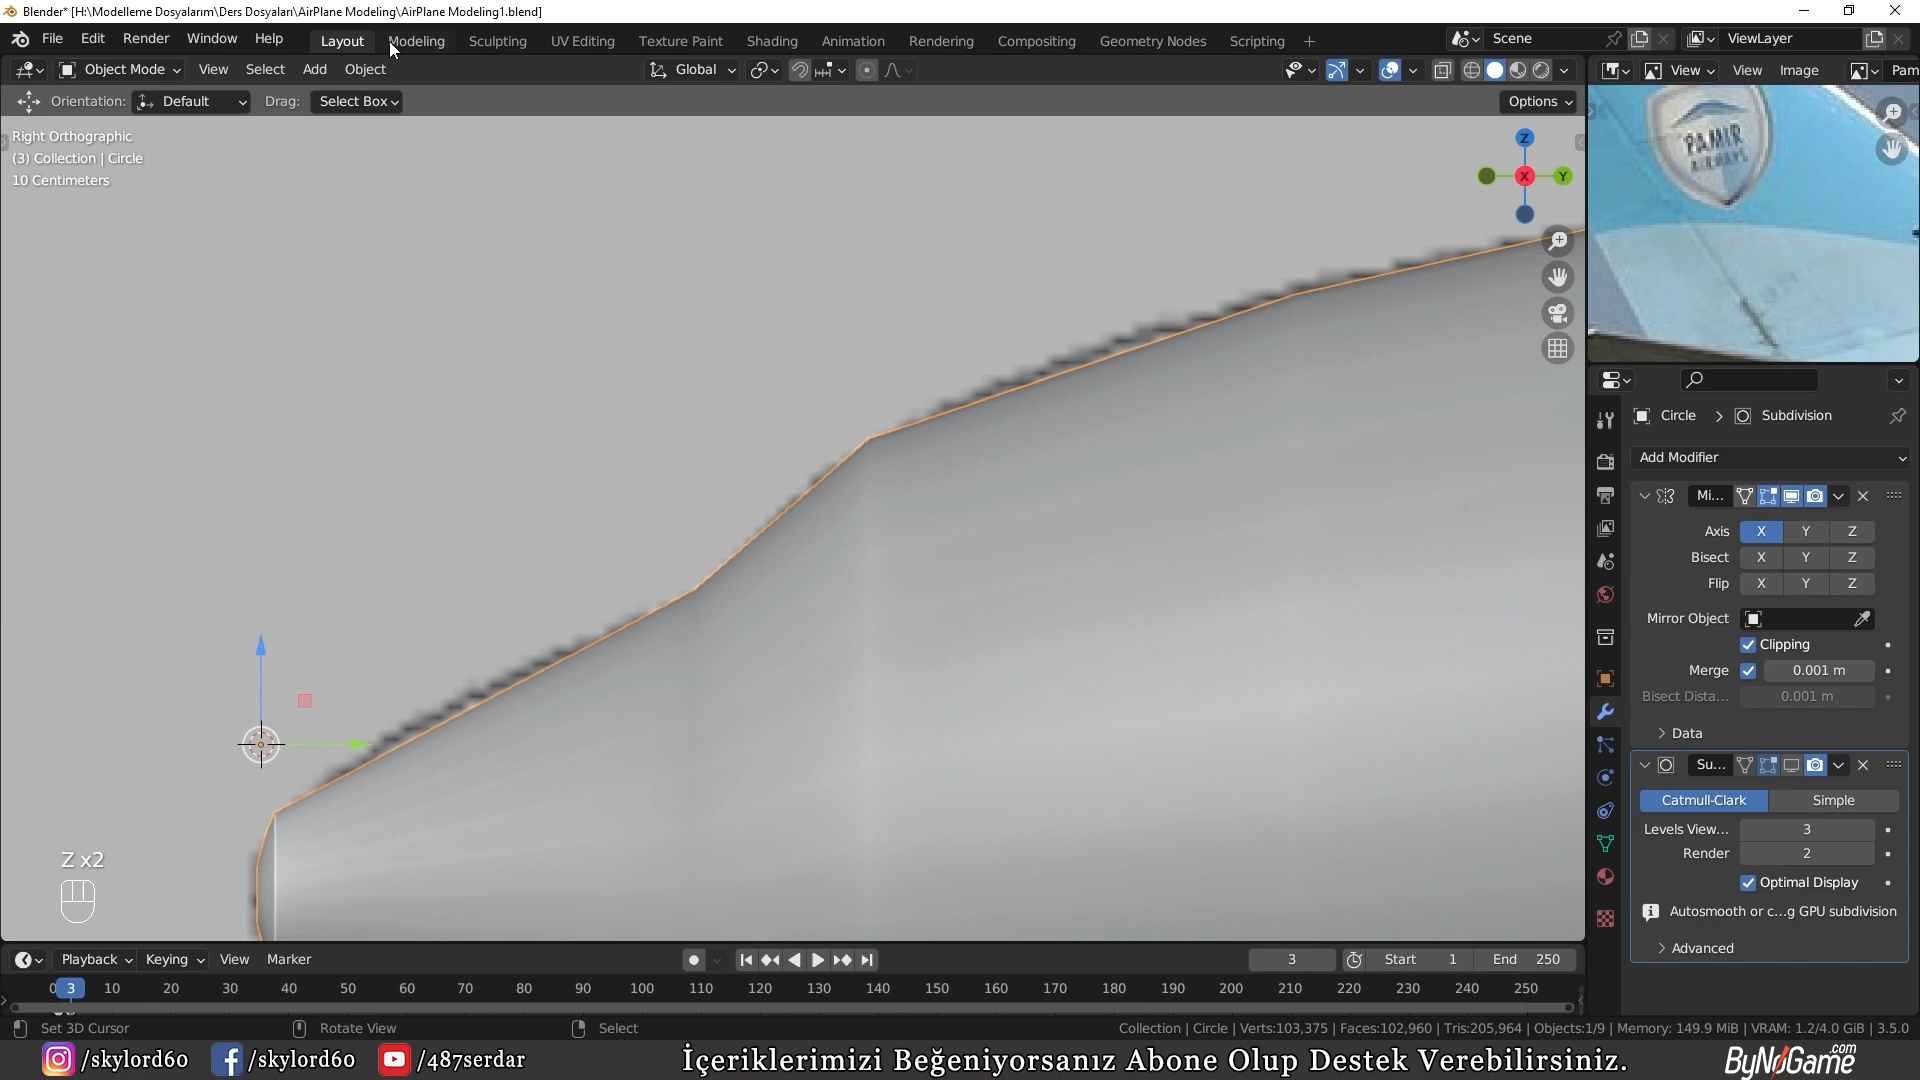 Blender* [H:\Modelleme Dosyalarım\Ders Dosyaları\AirPlane Modeling\AirPlane Modeling1.blend]
File Edit Render Window Help Layout Modeling Sculpting UV Editing Texture Paint Shading Animation Rendering Compositing Geometry Nodes Scripting + Scene ViewLayer
Object Mode View Select Add Object Global View View Image Pam
Orientation: Default Drag: Select Box Options
Right Orthographic
(3) Collection | Circle
10 Centimeters
Z
X
Y
PAMIR
AIRWAYS
Circle > Subdivision
Add Modifier
Mi...
Axis X Y Z
Bisect X Y Z
Flip X Y Z
Mirror Object
Clipping
Merge 0.001 m
Bisect Dista... 0.001 m
> Data
Su...
Catmull-Clark Simple
Levels View... 3
Render 2
Optimal Display
Autosmooth or c...g GPU subdivision
> Advanced
Z x2
Playback Keying View Marker 3 Start 1 End 250
0 3 10 20 30 40 50 60 70 80 90 100 110 120 130 140 150 160 170 180 190 200 210 220 230 240 250
Set 3D Cursor Rotate View Select Collection | Circle | Verts:103,375 | Faces:102,960 | Tris:205,964 | Objects:1/9 | Memory: 149.9 MiB | VRAM: 1.2/4.0 GiB | 3.5.0
/skylord60 /skylord60 /487serdar İçeriklerimizi Beğeniyorsanız Abone Olup Destek Verebilirsiniz. ByNoGame.com